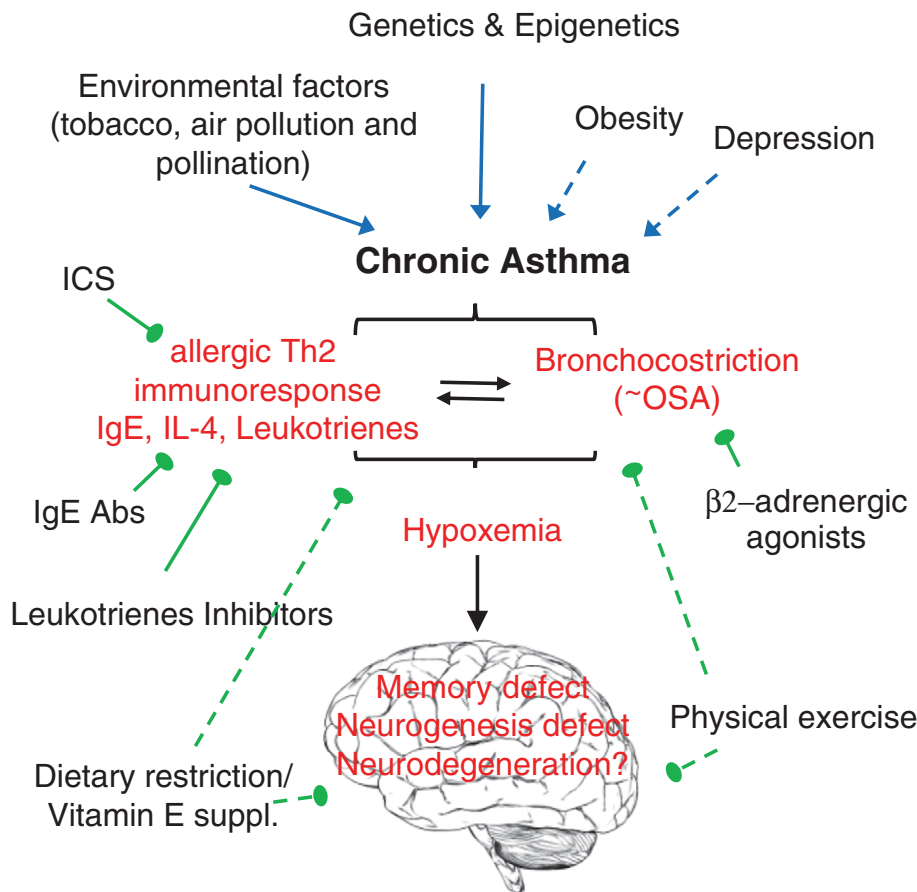 Genetics & Epigenetics
Environmental factors
(tobacco, air pollution and
pollination)
Obesity
Depression
Chronic Asthma
ICS
allergic Th2
immunoresponse
IgE, IL-4, Leukotrienes
Bronchocostriction
(~OSA)
IgE Abs
β2–adrenergic
agonists
Hypoxemia
Leukotrienes Inhibitors
Memory defect
Neurogenesis defect
Neurodegeneration?
Physical exercise
Dietary restriction/
Vitamin E suppl.